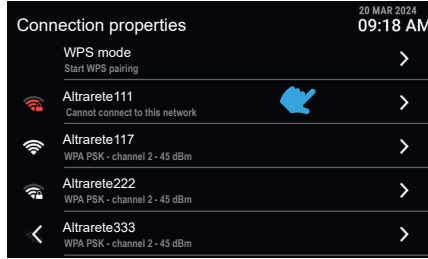 20 MAR 2024
Connection properties
09:18 AM
WPS mode
Start WPS pairing
Altrarete111
Cannot connect to this network
Altrarete117
WPA PSK - channel 2 - 45 dBm
Altrarete222
WPA PSK - channel 2 - 45 dBm
Altrarete333
WPA PSK - channel 2 - 45 dBm